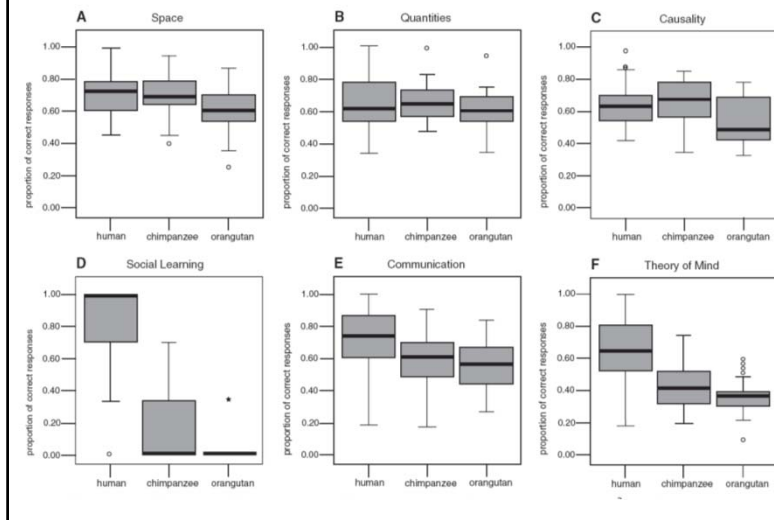 A Space
proportion of correct responses
1.00
0.80
0.60
0.40
0.20
0.00
human chimpanzee orangutan
B Quantities
proportion of correct responses
1.00
0.80
0.60
0.40
0.20
0.00
human chimpanzee orangutan
C Causality
proportion of correct responses
1.00
0.80
0.60
0.40
0.20
0.00
human chimpanzee orangutan
D Social Learning
proportion of correct responses
1.00
0.80
0.60
0.40
0.20
0.00
human chimpanzee orangutan
E Communication
proportion of correct responses
1.00
0.80
0.60
0.40
0.20
0.00
human chimpanzee orangutan
F Theory of Mind
proportion of correct responses
1.00
0.80
0.60
0.40
0.20
0.00
human chimpanzee orangutan